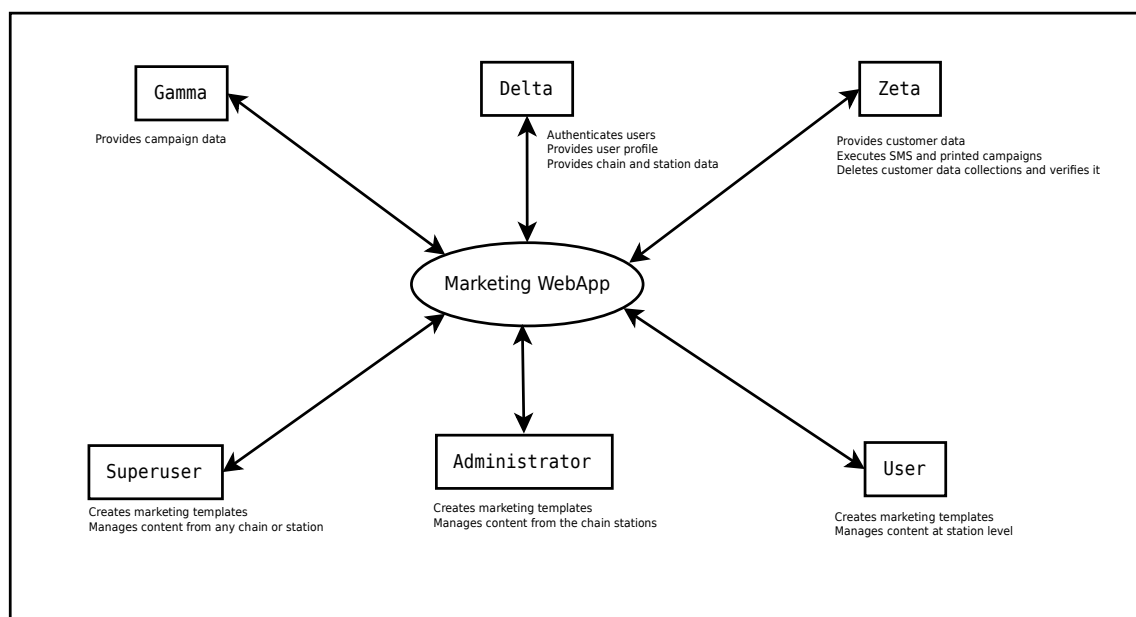 Gamma
Provides campaign data
Delta
Authenticates users
Provides user profile
Provides chain and station data
Zeta
Provides customer data
Executes SMS and printed campaigns
Deletes customer data collections and verifies it
Marketing WebApp
Superuser
Creates marketing templates
Manages content from any chain or station
Administrator
Creates marketing templates
Manages content from the chain stations
User
Creates marketing templates
Manages content at station level